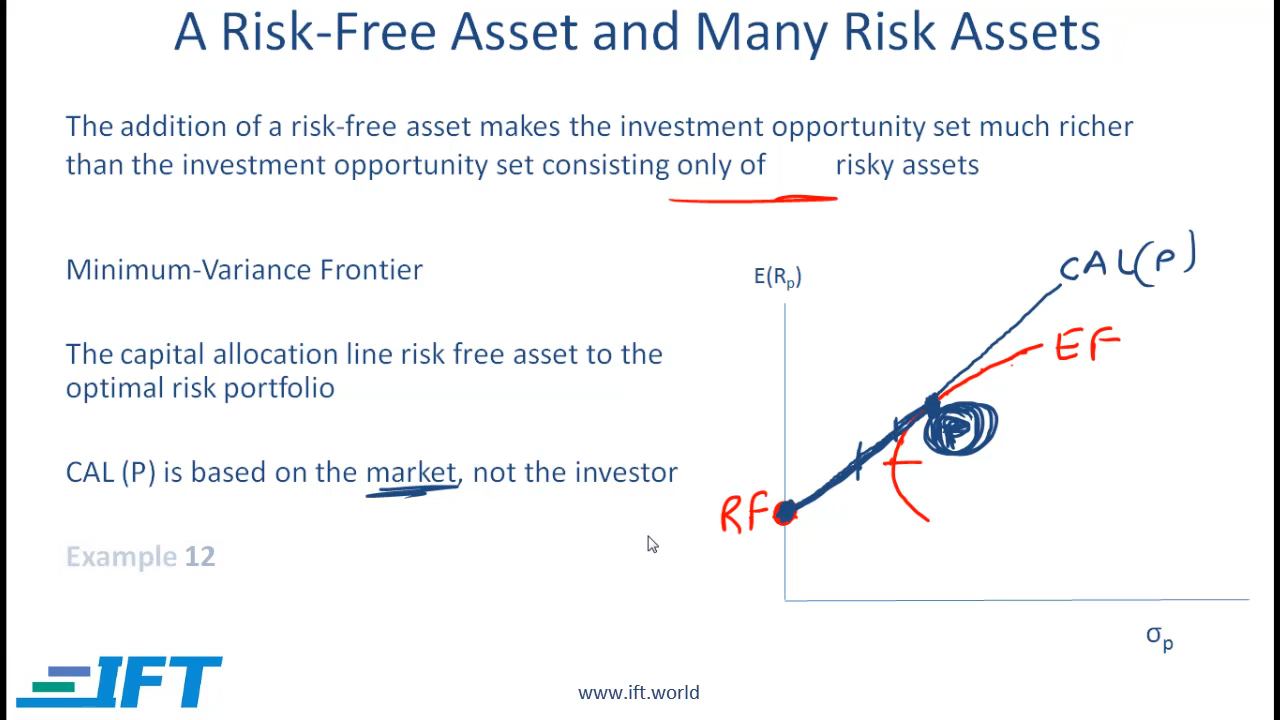 A Risk-Free Asset and Many Risk Assets
The addition of a risk-free asset makes the investment opportunity set much richer
than the investment opportunity set consisting only of risky assets
Minimum-Variance Frontier
The capital allocation line risk free asset to the
optimal risk portfolio
CAL (P) is based on the market, not the investor
Example 12
E(Rp)
CAL(P)
EF
P
RF
σp
IFT
www.ift.world